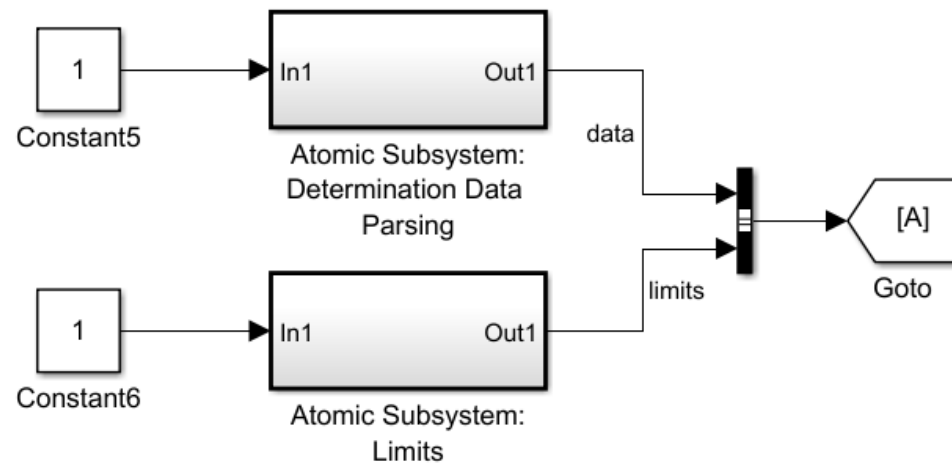 1
Constant5
In1
Out1
Atomic Subsystem:
Determination Data
Parsing
data
1
Constant6
In1
Out1
Atomic Subsystem:
Limits
limits
[A]
Goto